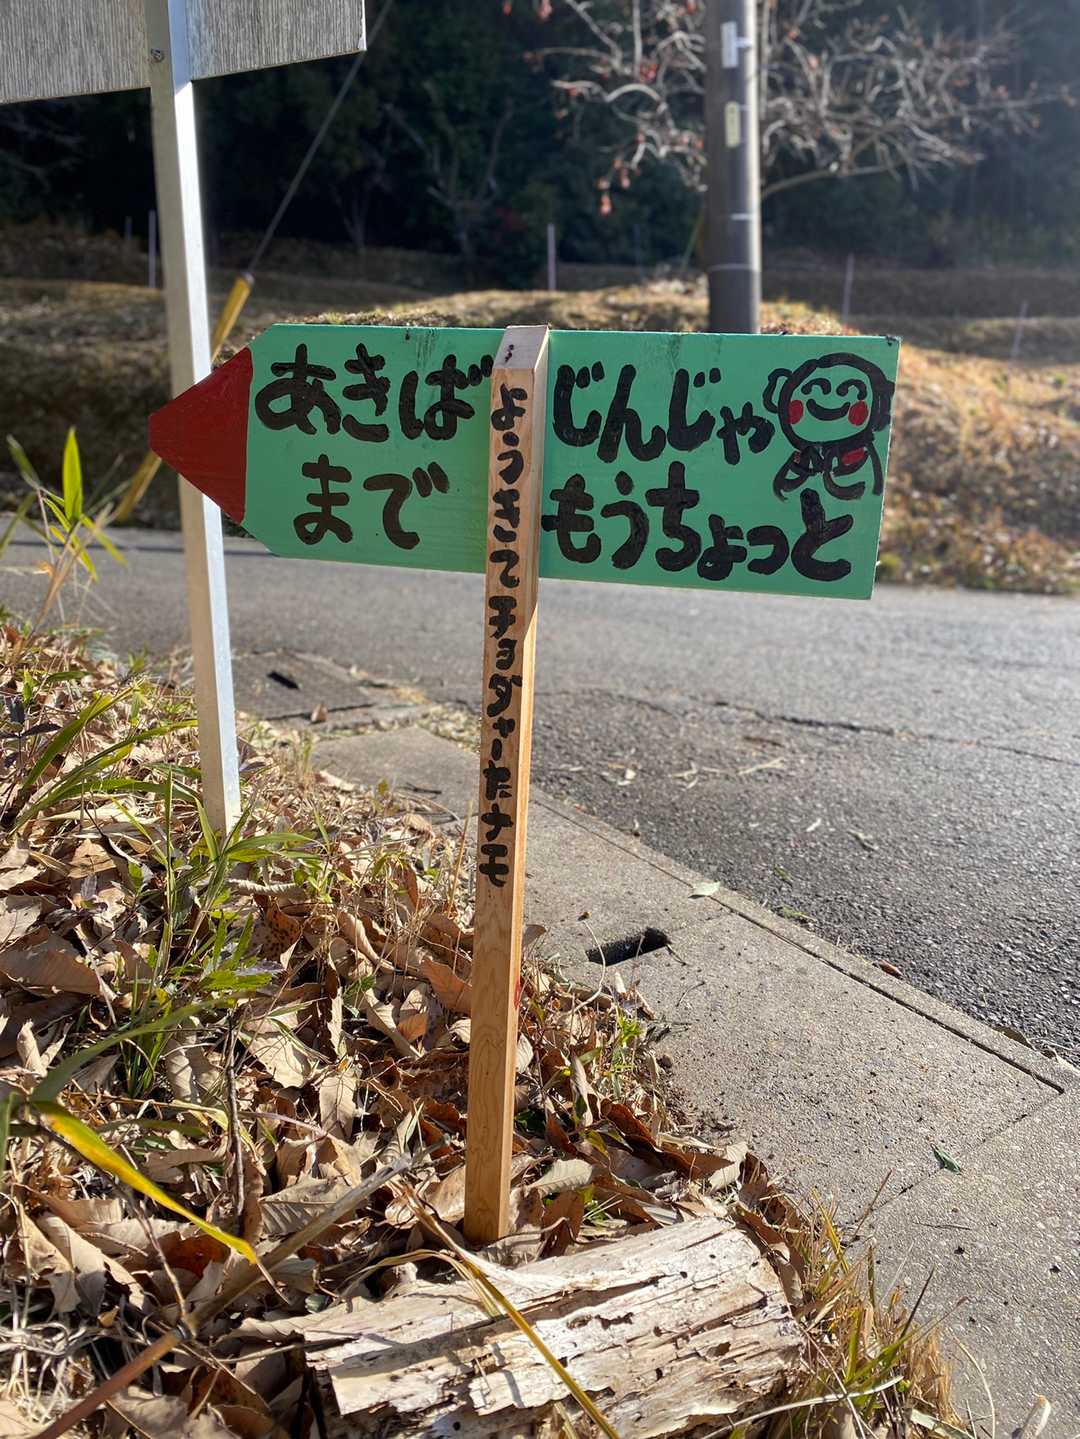 あきばじんじゃ
までもうちょっと
ようきてチョダァーたナモ